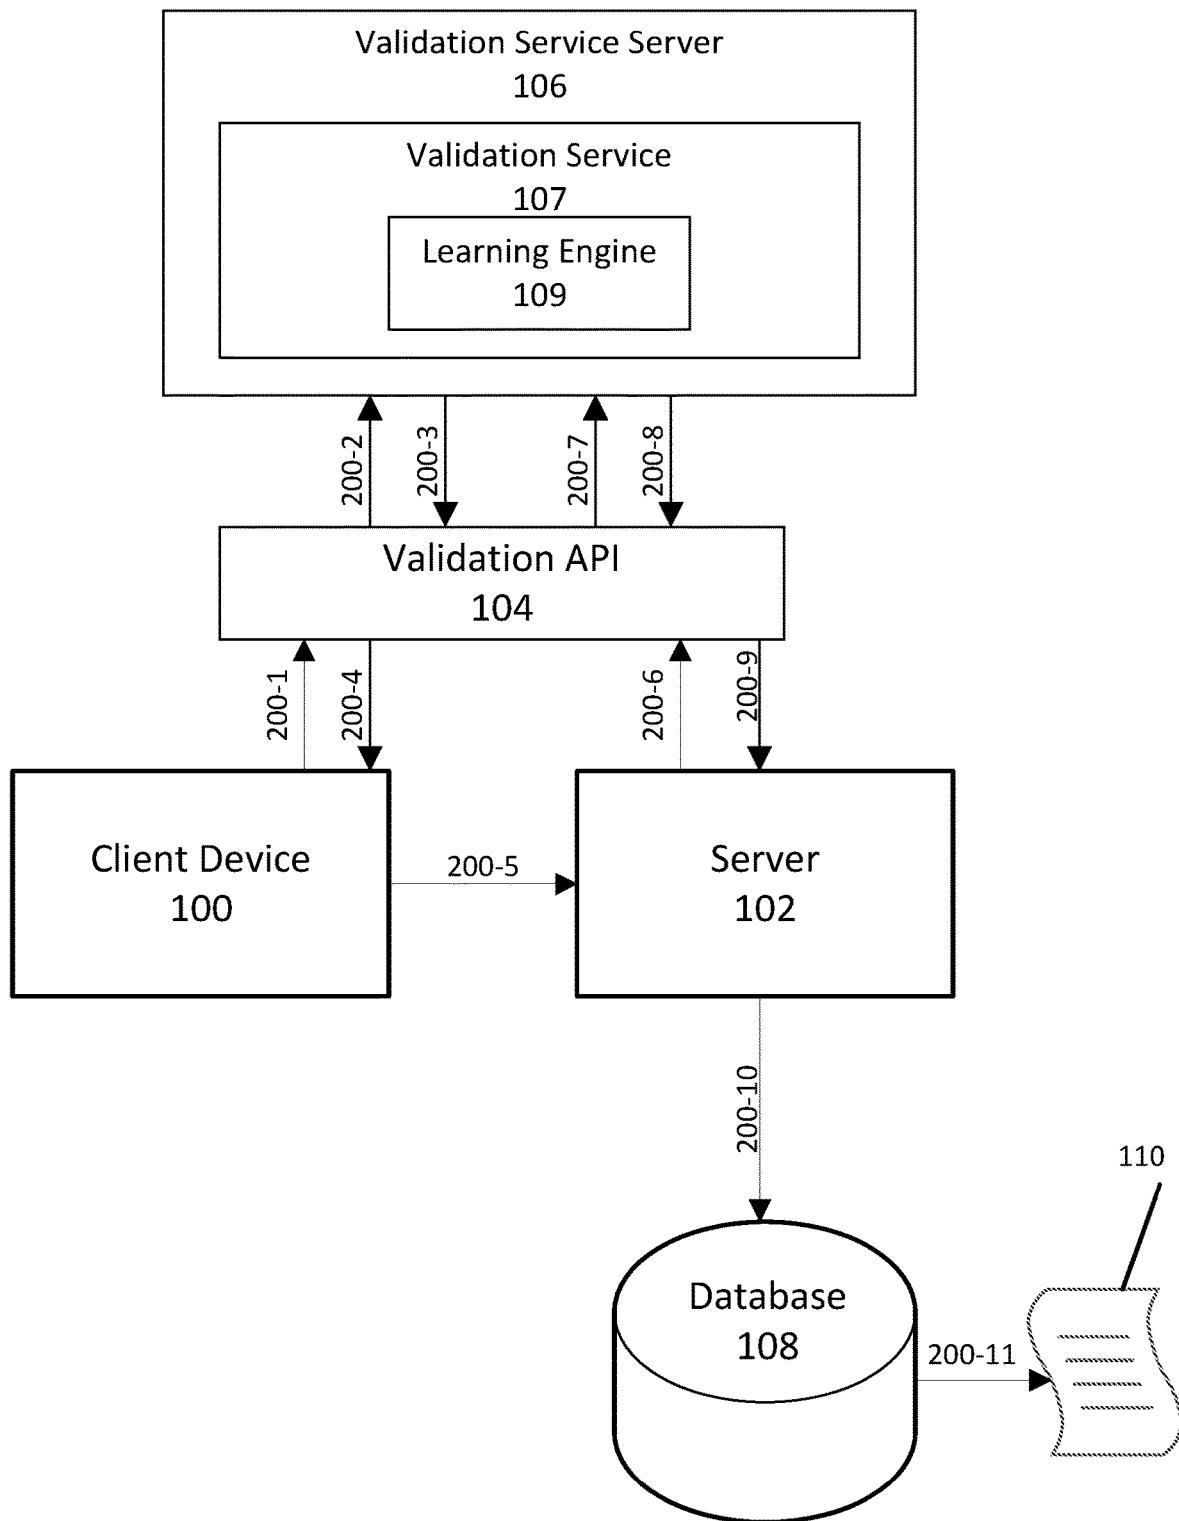 Validation Service Server
106
Validation Service
107
Learning Engine
109
200-2
200-3
200-7
200-8
Validation API
104
200-1
200-4
200-6
200-9
Client Device
100
200-5
Server
102
200-10
110
Database
108
200-11